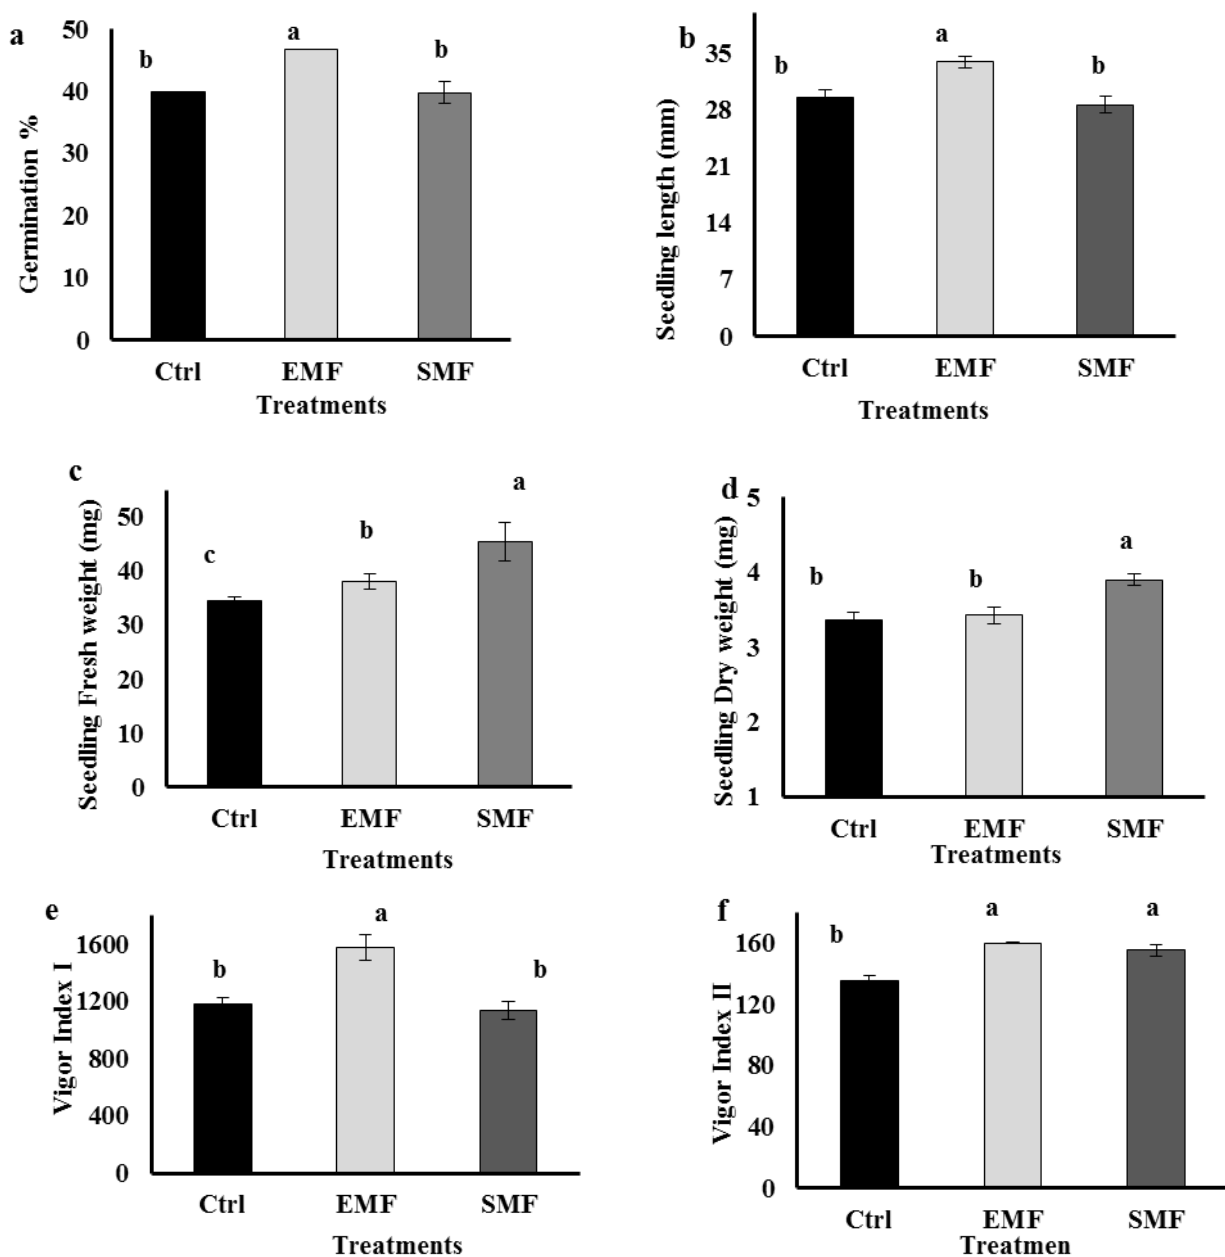 a
Germination %
50
40
30
20
10
0
b
a
b
Ctrl EMF SMF
Treatments
b
Seedling length (mm)
35
28
21
14
7
0
b
a
b
Ctrl EMF SMF
Treatments
c
Seedling Fresh weight (mg)
50
40
30
20
10
0
c
b
a
Ctrl EMF SMF
Treatments
d
Seedling Dry weight (mg)
5
4
3
2
1
b
b
a
Ctrl EMF SMF
Treatments
e
Vigor Index I
1600
1200
800
400
0
b
a
b
Ctrl EMF SMF
Treatments
f
Vigor Index II
160
120
80
40
0
b
a
a
Ctrl EMF SMF
Treatmen